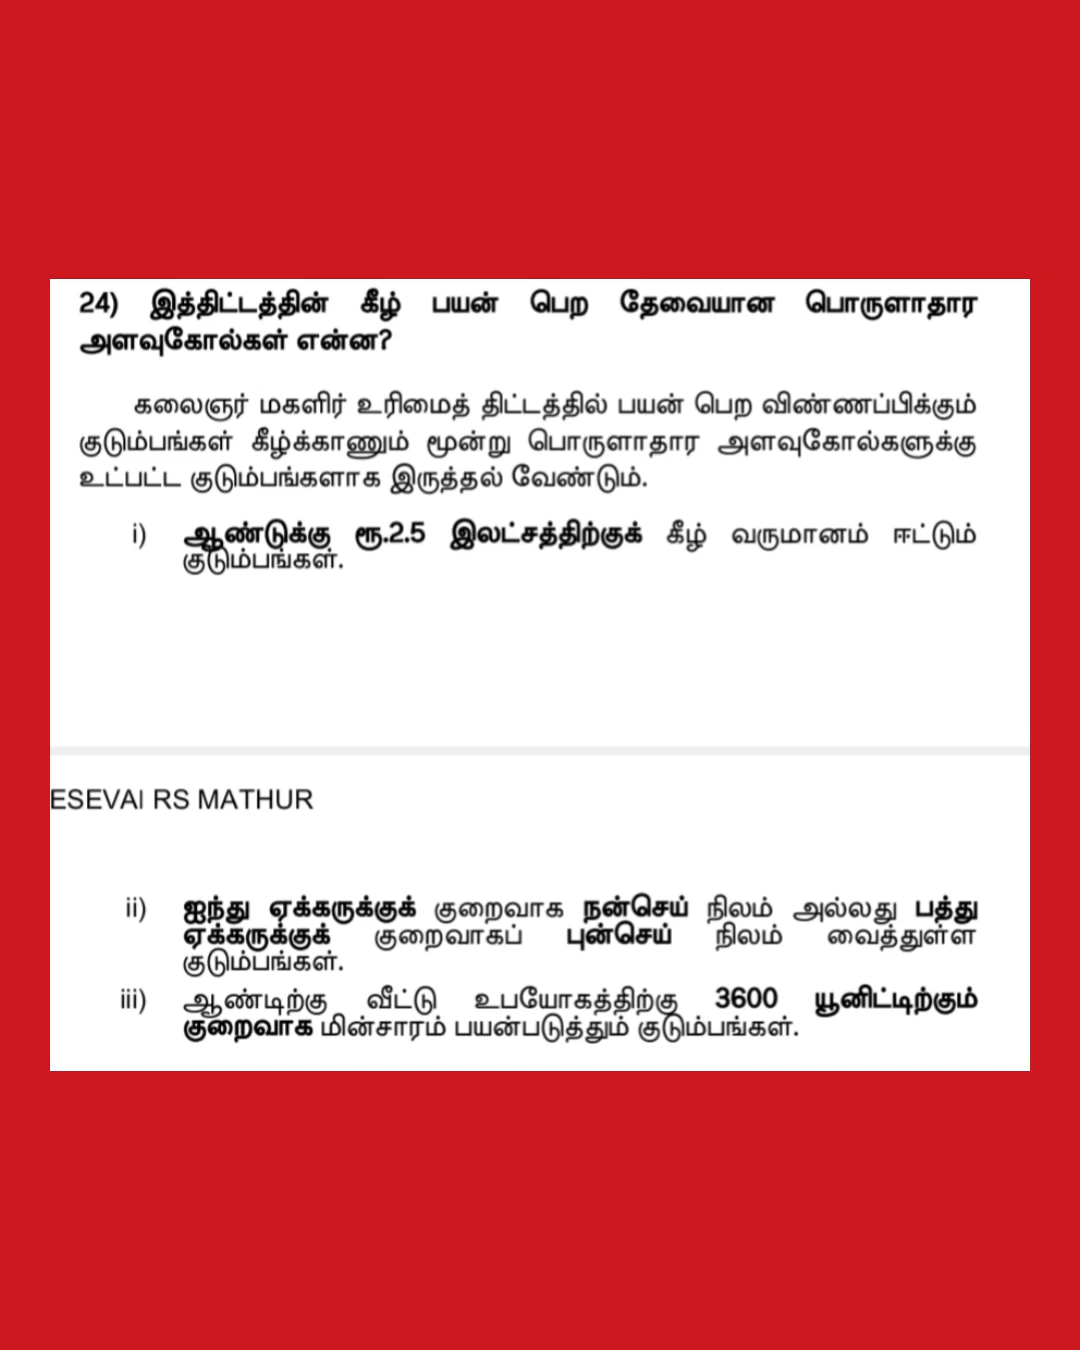 24) இத்திட்டத்தின் கீழ் பயன் பெற தேவையான பொருளாதார
அளவுகோல்கள் என்ன?
கலைஞர் மகளிர் உரிமைத் திட்டத்தில் பயன் பெற விண்ணப்பிக்கும்
குடும்பங்கள் கீழ்க்காணும் மூன்று பொருளாதார அளவுகோல்களுக்கு
உட்பட்ட குடும்பங்களாக இருத்தல் வேண்டும்.
i) ஆண்டுக்கு ரூ.2.5 இலட்சத்திற்குக் கீழ் வருமானம் ஈட்டும்
குடும்பங்கள்.
ESEVAI RS MATHUR
ii) ஐந்து ஏக்கருக்குக் குறைவாக நன்செய் நிலம் அல்லது பத்து
ஏக்கருக்குக் குறைவாகப் புன்செய் நிலம் வைத்துள்ள
குடும்பங்கள்.
iii) ஆண்டிற்கு வீட்டு உபயோகத்திற்கு 3600 யூனிட்டிற்கும்
குறைவாக மின்சாரம் பயன்படுத்தும் குடும்பங்கள்.